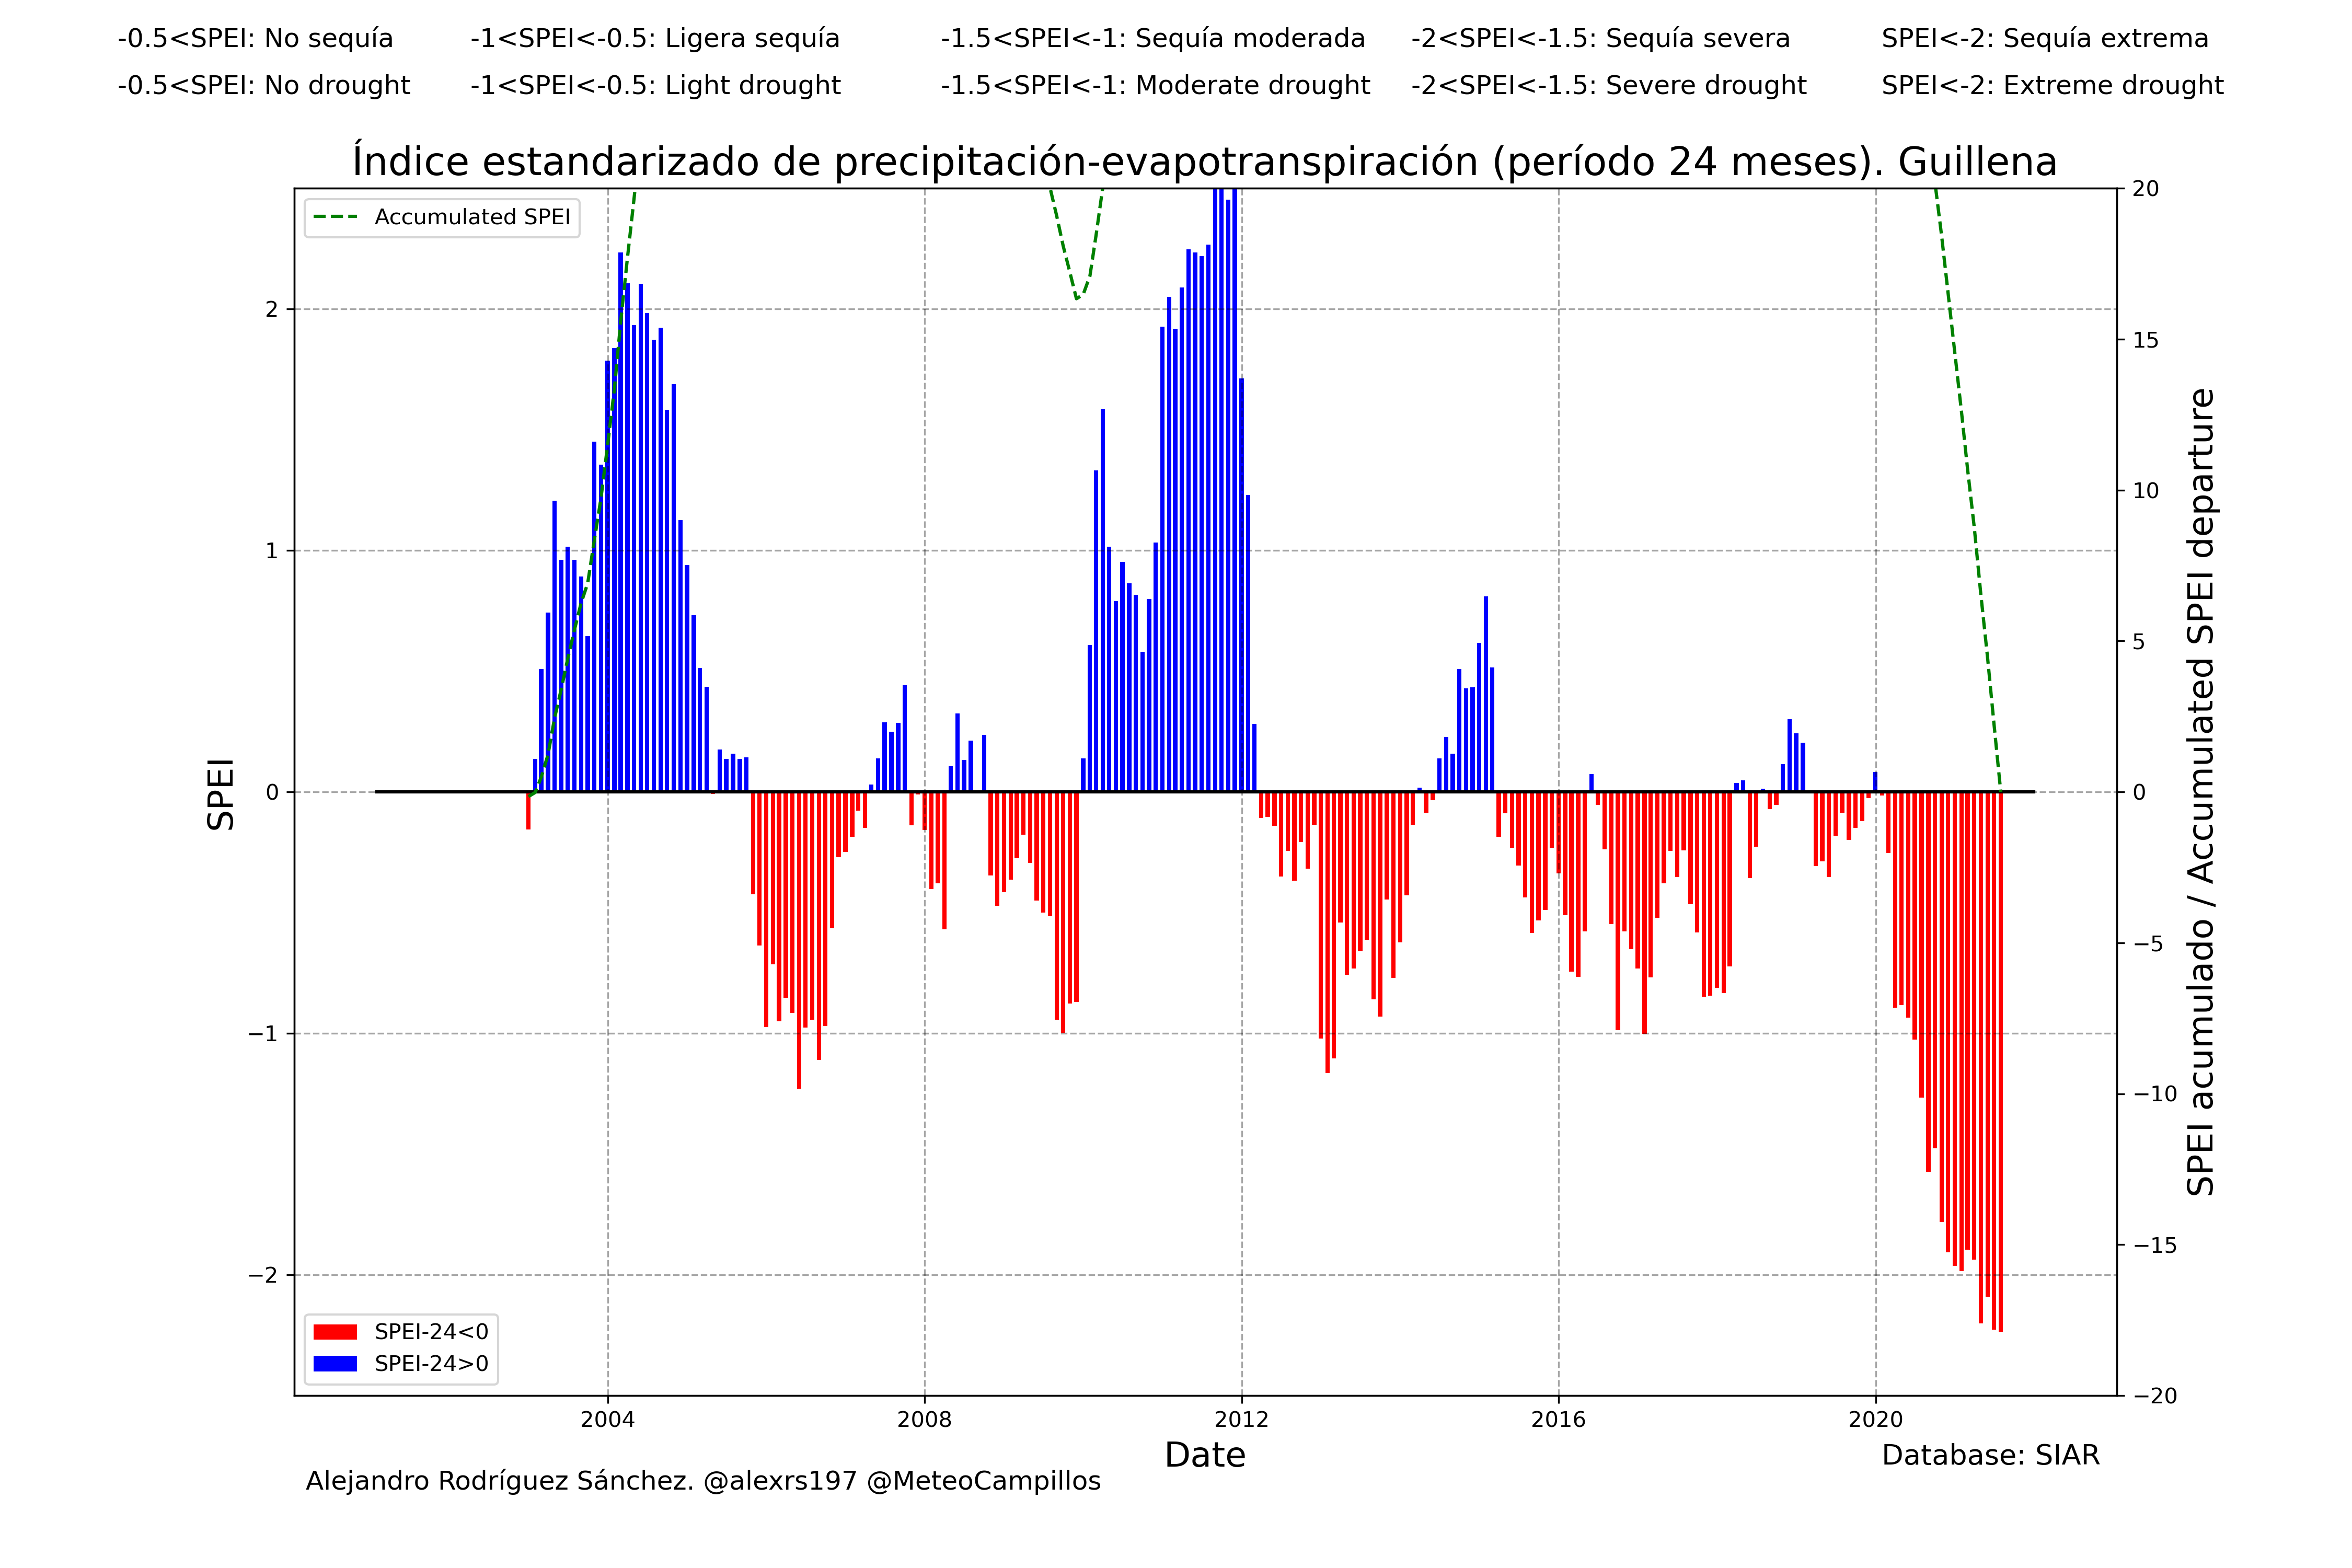 -0.5<SPEI: No sequía -1<SPEI<-0.5: Ligera sequía -1.5<SPEI<-1: Sequía moderada -2<SPEI<-1.5: Sequía severa SPEI<-2: Sequía extrema
-0.5<SPEI: No drought -1<SPEI<-0.5: Light drought -1.5<SPEI<-1: Moderate drought -2<SPEI<-1.5: Severe drought SPEI<-2: Extreme drought
Índice estandarizado de precipitación-evapotranspiración (período 24 meses). Guillena
Accumulated SPEI
SPEI
2
1
0
−1
−2
20
15
10
5
0
−5
−10
−15
−20
SPEI acumulado / Accumulated SPEI departure
SPEI-24<0
SPEI-24>0
2004 2008 2012 2016 2020
Date
Database: SIAR
Alejandro Rodríguez Sánchez. @alexrs197 @MeteoCampillos